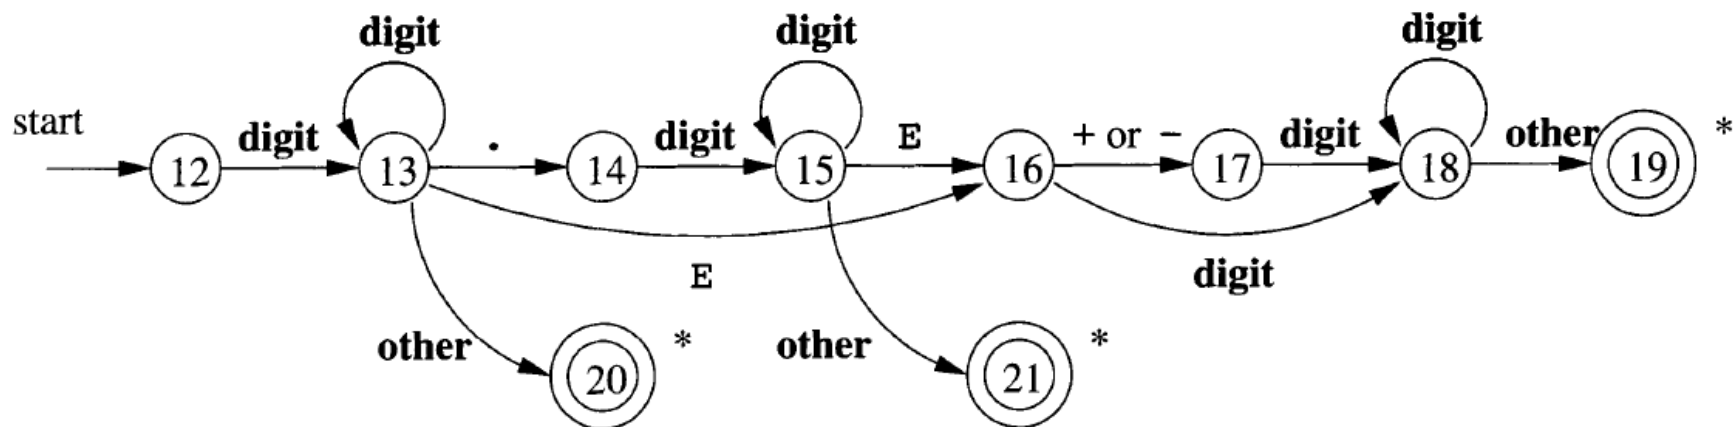 digit digit digit
start digit . digit E + or - digit other *
12 13 14 15 16 17 18 19
E digit
other * other *
20 21